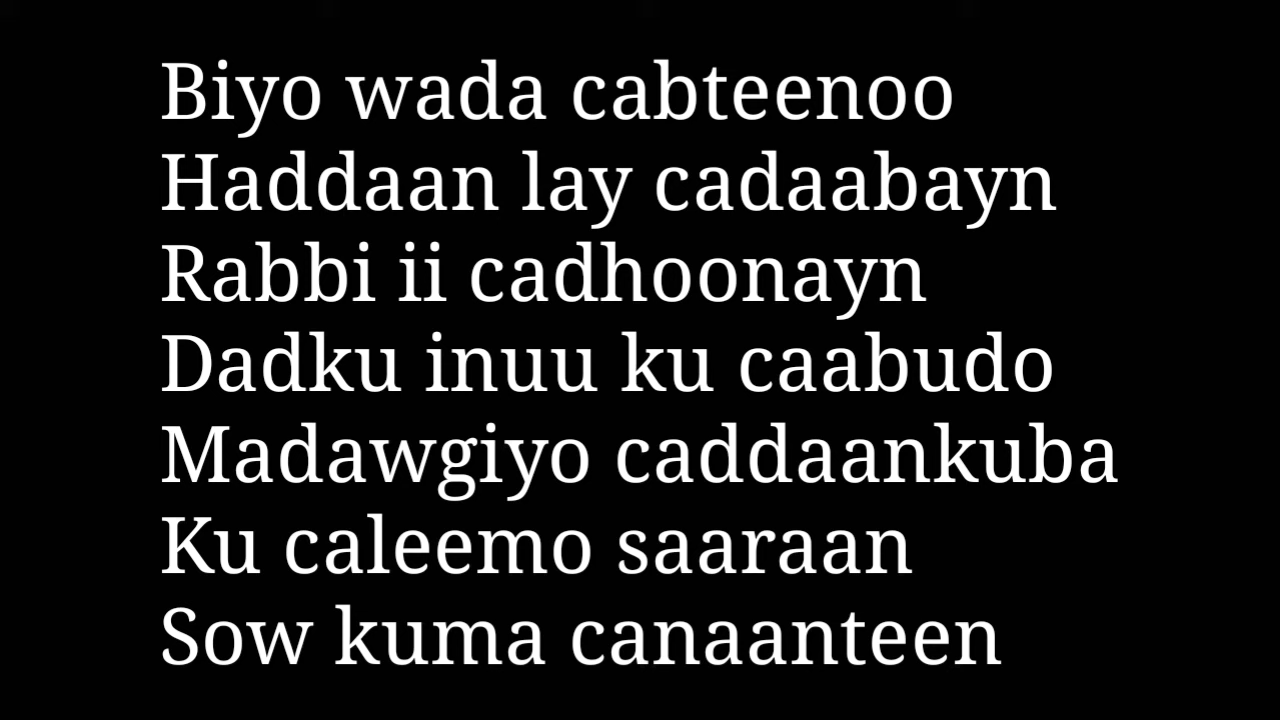 Biyo wada cabteenoo
Haddaan lay cadaabayn
Rabbi ii cadhoonayn
Dadku inuu ku caabudo
Madawgiyo caddaankuba
Ku caleemo saaraan
Sow kuma canaanteen